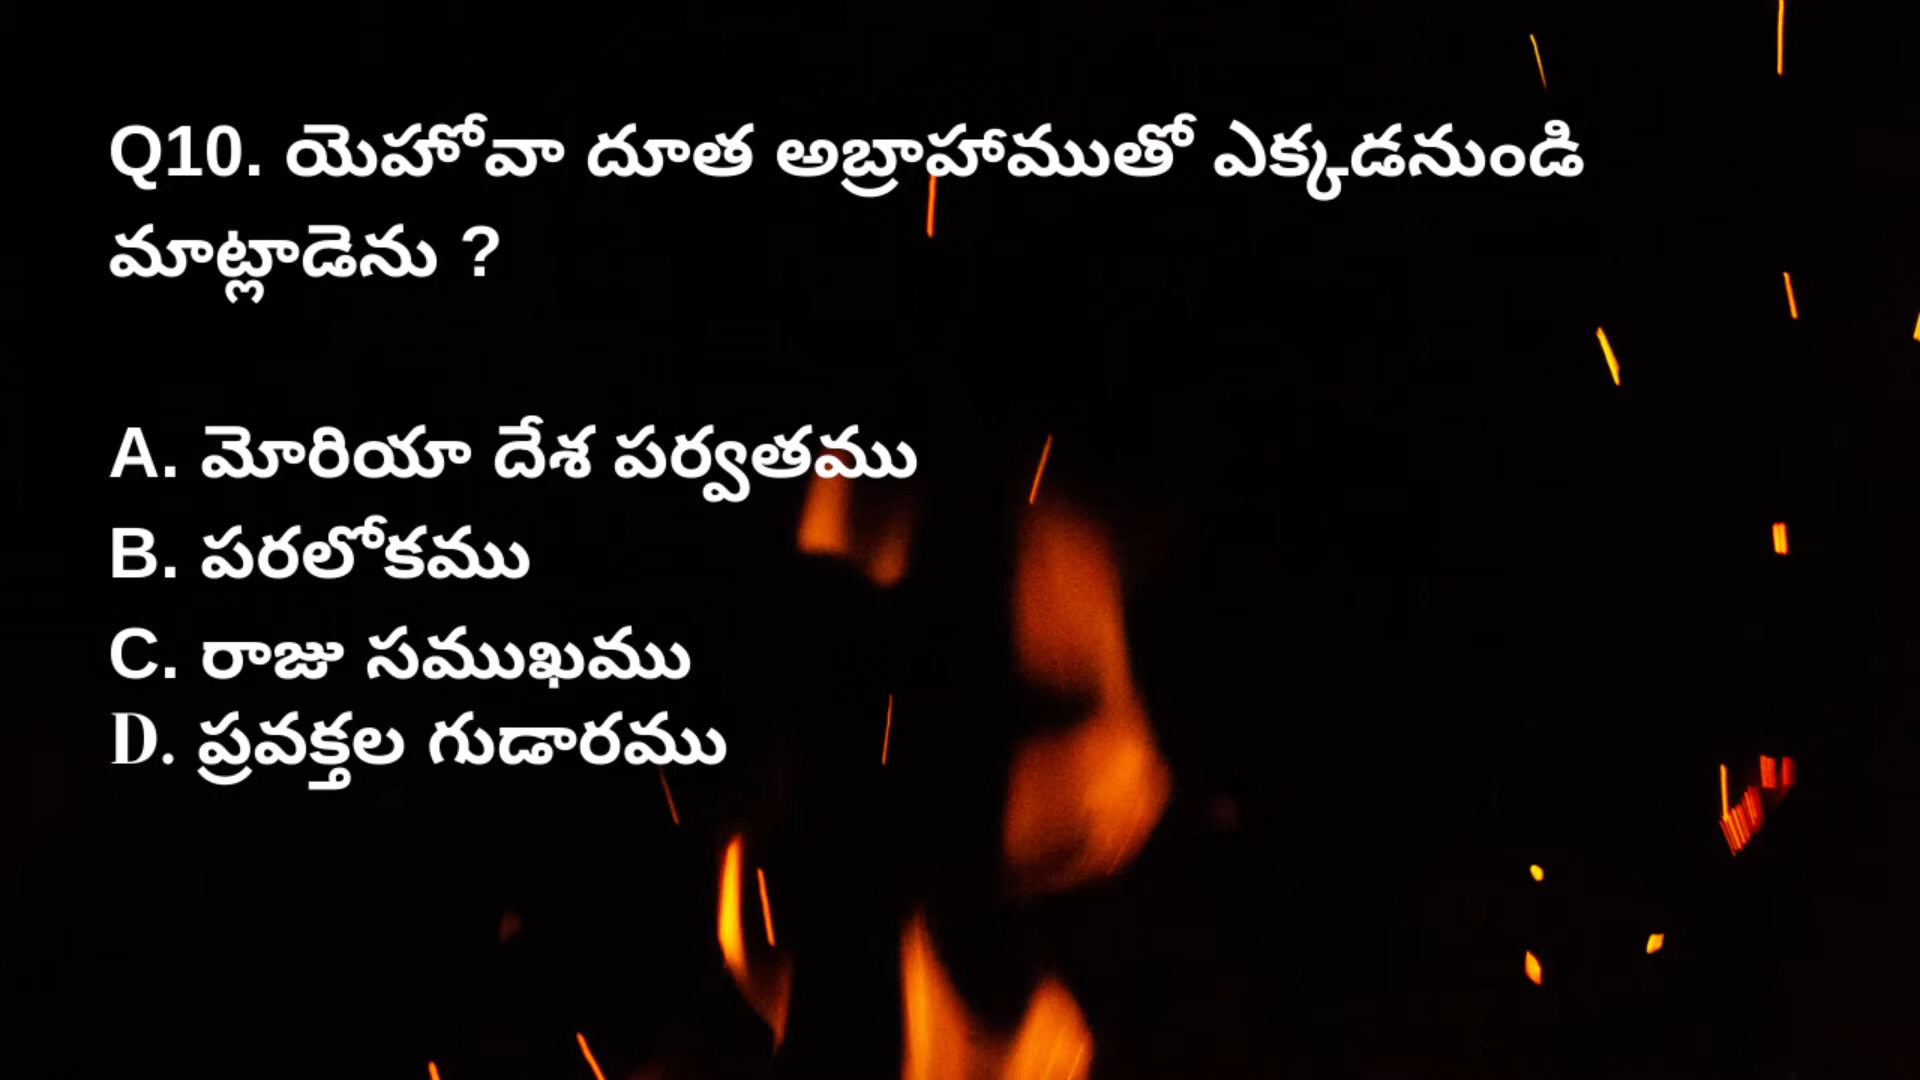 Q10. యెహోవా దూత అబ్రాహాముతో ఎక్కడనుండి
మాట్లాడెను ?
A. మోరియా దేశ పర్వతము
B. పరలోకము
C. రాజు సముఖము
D. ప్రవక్తల గుడారము